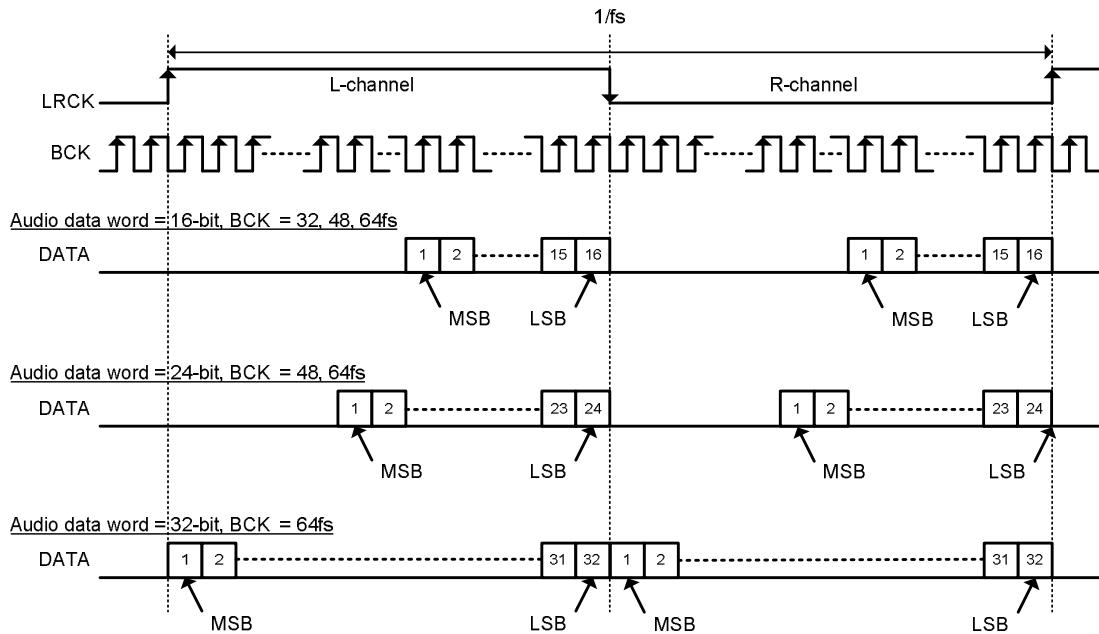 1/fs
L-channel R-channel
LRCK
BCK
Audio data word = 16-bit, BCK = 32, 48, 64fs
DATA 1 2 15 16 1 2 15 16
MSB LSB MSB LSB
Audio data word = 24-bit, BCK = 48, 64fs
DATA 1 2 23 24 1 2 23 24
MSB LSB MSB LSB
Audio data word = 32-bit, BCK = 64fs
DATA 1 2 31 32 1 2 31 32
MSB LSB MSB LSB